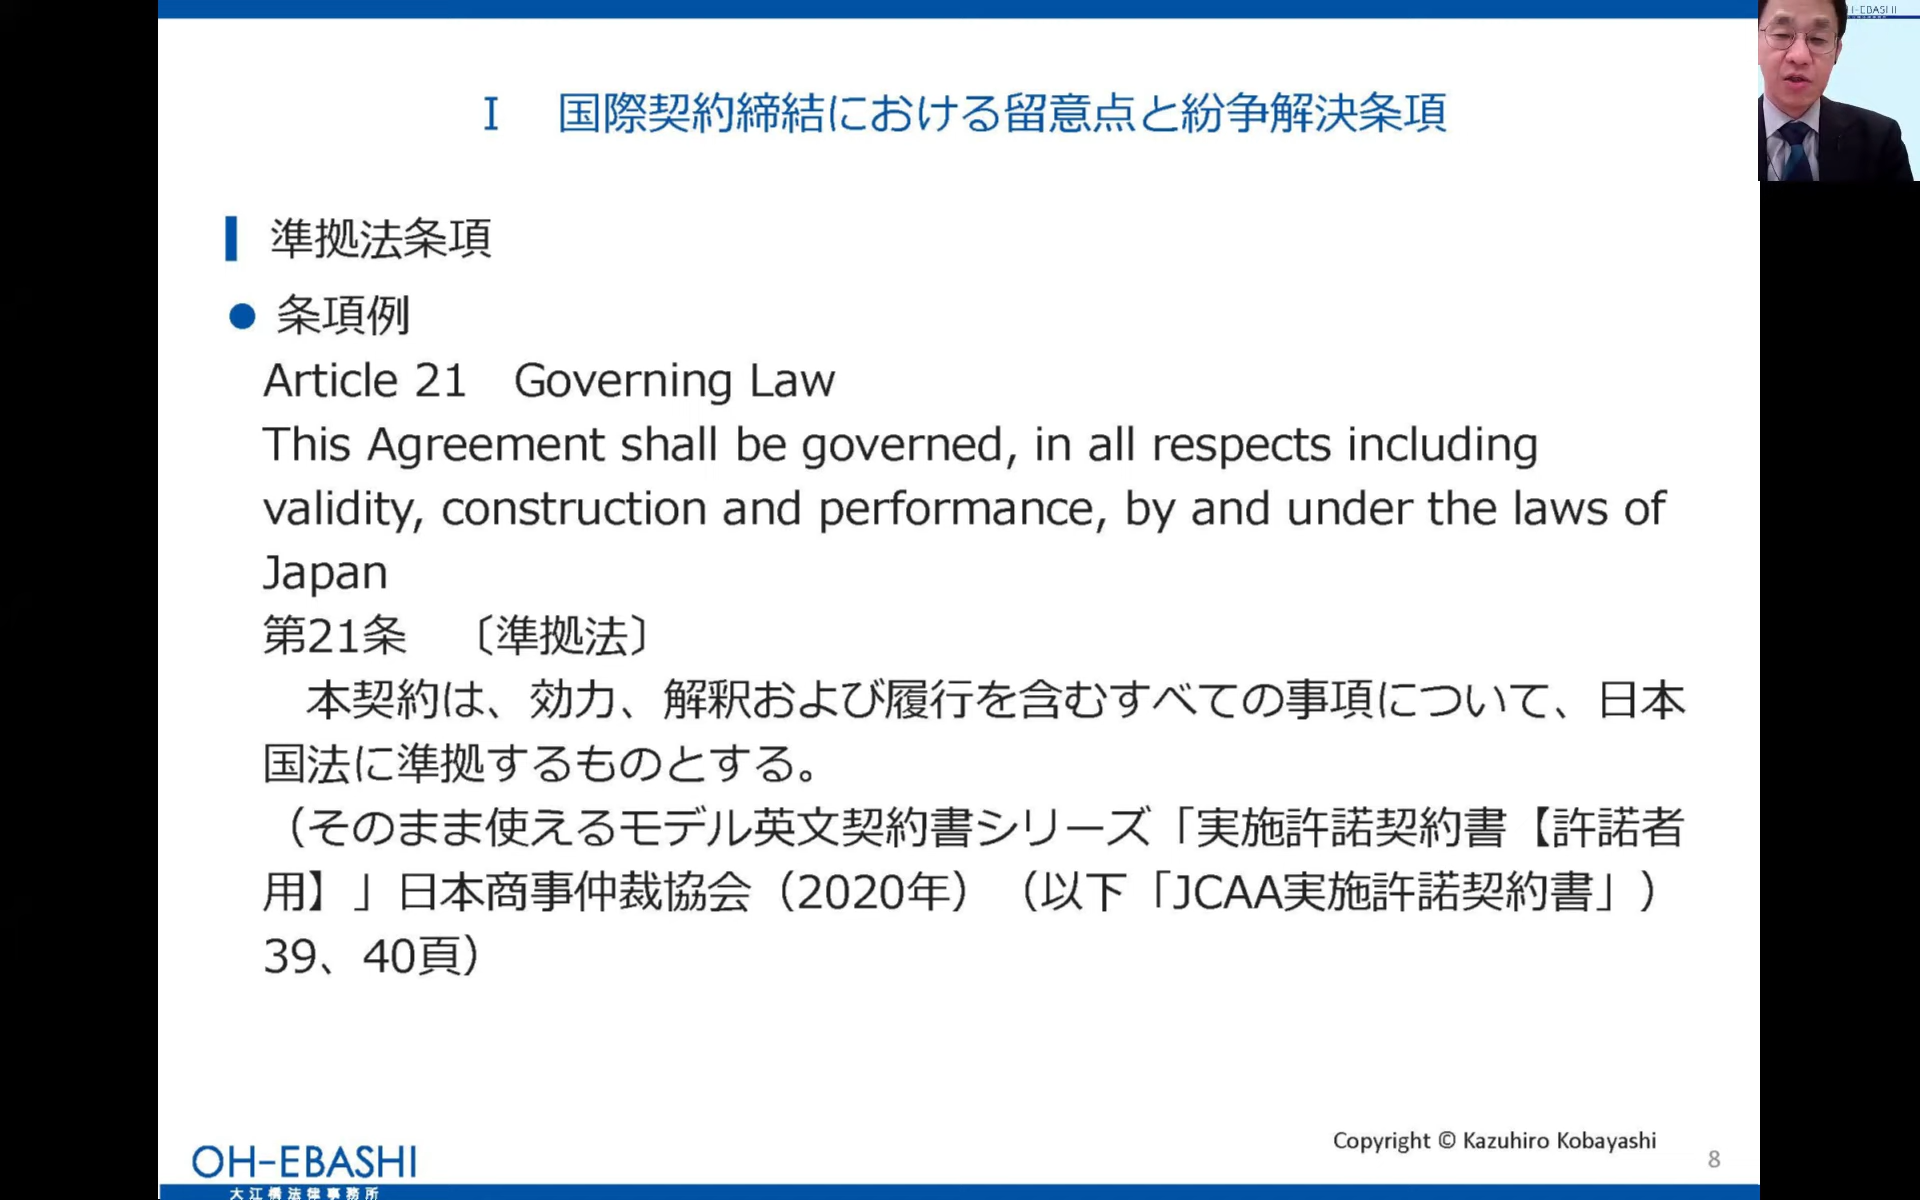 I-EBASHI
I　国際契約締結における留意点と紛争解決条項
準拠法条項
● 条項例
Article 21　Governing Law
This Agreement shall be governed, in all respects including
validity, construction and performance, by and under the laws of
Japan
第21条　〔準拠法〕
　本契約は、効力、解釈および履行を含むすべての事項について、日本
国法に準拠するものとする。
（そのまま使えるモデル英文契約書シリーズ「実施許諾契約書【許諾者
用】」日本商事仲裁協会（2020年）（以下「JCAA実施許諾契約書」）
39、40頁）
Copyright © Kazuhiro Kobayashi
8
OH-EBASHI
大江橋法律事務所